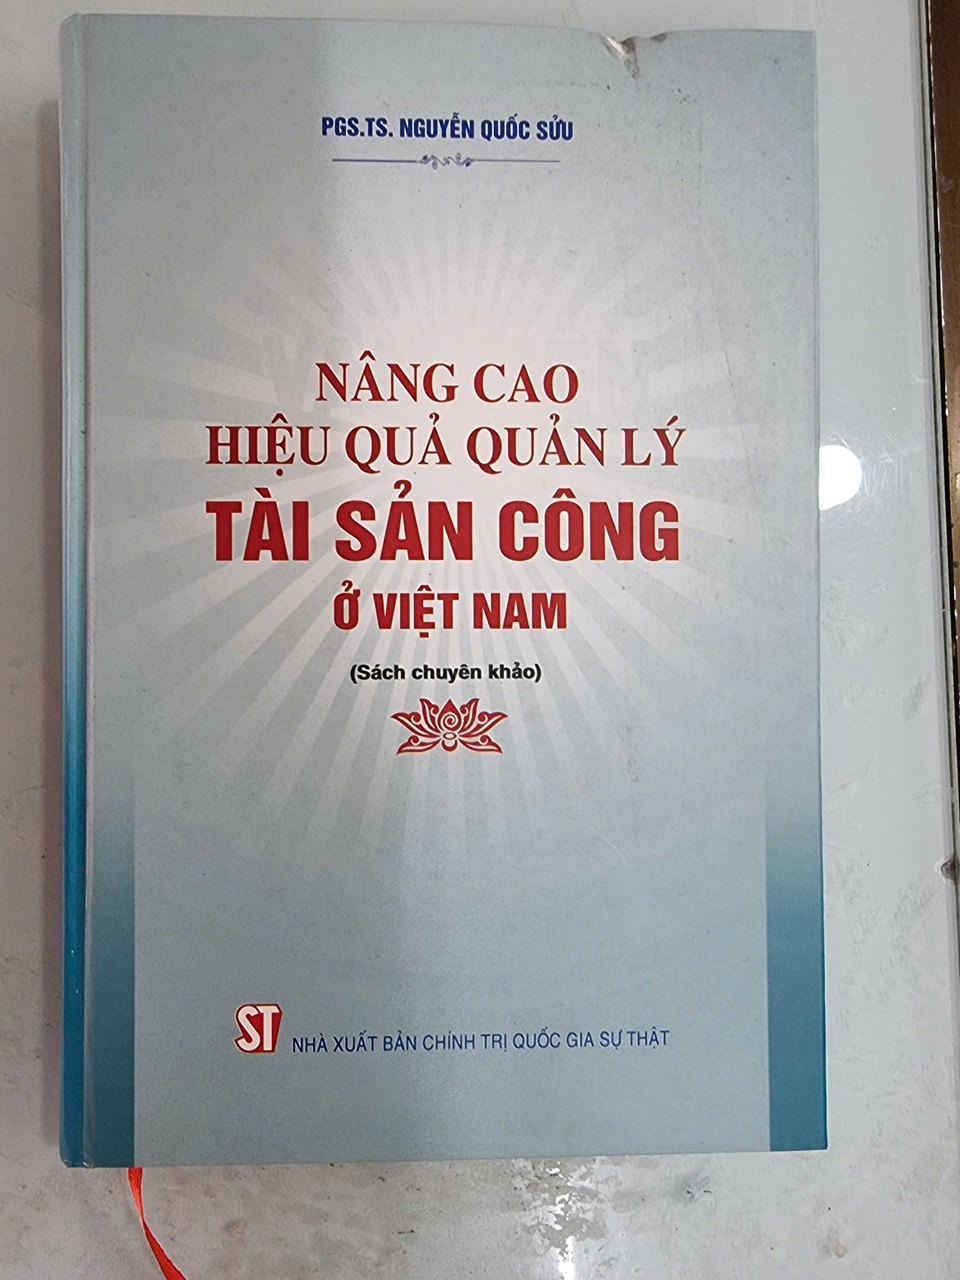 PGS.TS. NGUYỄN QUỐC SỬU
NÂNG CAO
HIỆU QUẢ QUẢN LÝ
TÀI SẢN CÔNG
Ở VIỆT NAM
(Sách chuyên khảo)
ST NHÀ XUẤT BẢN CHÍNH TRỊ QUỐC GIA SỰ THẬT